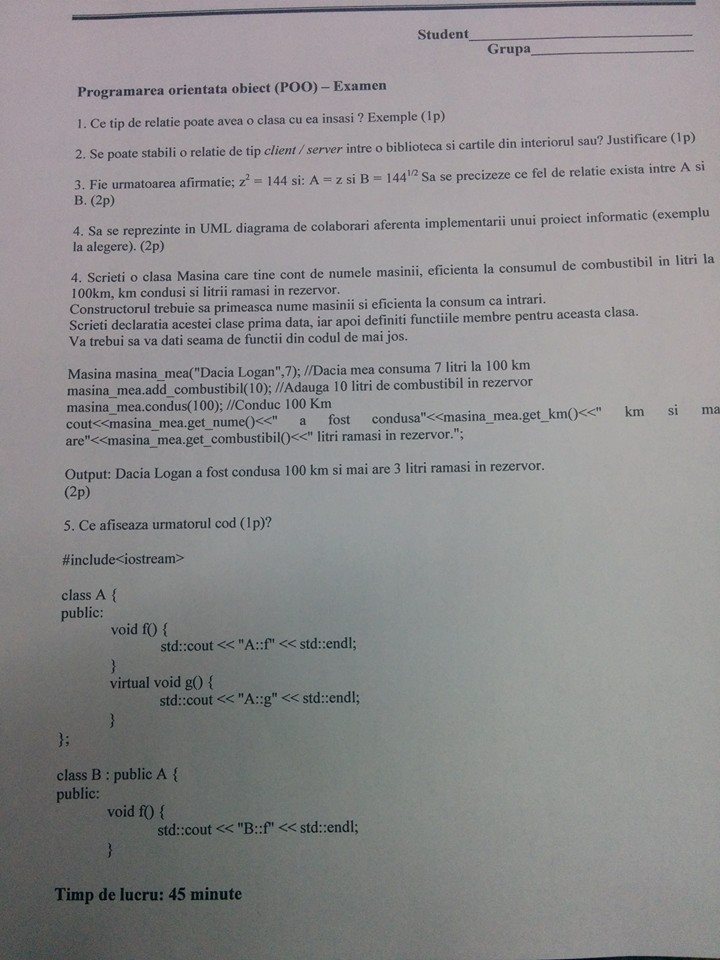 Student
Grupa
Programarea orientata obiect (POO) – Examen
1. Ce tip de relatie poate avea o clasa cu ea insasi ? Exemple (1p)
2. Se poate stabili o relatie de tip client / server intre o biblioteca si cartile din interiorul sau? Justificare (1p)
3. Fie urmatoarea afirmatie; z² = 144 si: A = z si B = 144^1/2 Sa se precizeze ce fel de relatie exista intre A si
B. (2p)
4. Sa se reprezinte in UML diagrama de colaborari aferenta implementarii unui proiect informatic (exemplu
la alegere). (2p)
4. Scrieti o clasa Masina care tine cont de numele masinii, eficienta la consumul de combustibil in litri la
100km, km condusi si litrii ramasi in rezervor.
Constructorul trebuie sa primeasca nume masinii si eficienta la consum ca intrari.
Scrieti declaratia acestei clase prima data, iar apoi definiti functiile membre pentru aceasta clasa.
Va trebui sa va dati seama de functii din codul de mai jos.
Masina masina_mea("Dacia Logan",7); //Dacia mea consuma 7 litri la 100 km
masina_mea.add_combustibil(10); //Adauga 10 litri de combustibil in rezervor
masina_mea.condus(100); //Conduc 100 Km
cout<<masina_mea.get_nume()<<" a fost condusa"<<masina_mea.get_km()<<" km si ma
are"<<masina_mea.get_combustibil()<<" litri ramasi in rezervor.";
Output: Dacia Logan a fost condusa 100 km si mai are 3 litri ramasi in rezervor.
(2p)
5. Ce afiseaza urmatorul cod (1p)?
#include<iostream>
class A {
public:
void f() {
std::cout << "A::f" << std::endl;
}
virtual void g() {
std::cout << "A::g" << std::endl;
}
};
class B : public A {
public:
void f() {
std::cout << "B::f" << std::endl;
}
Timp de lucru: 45 minute